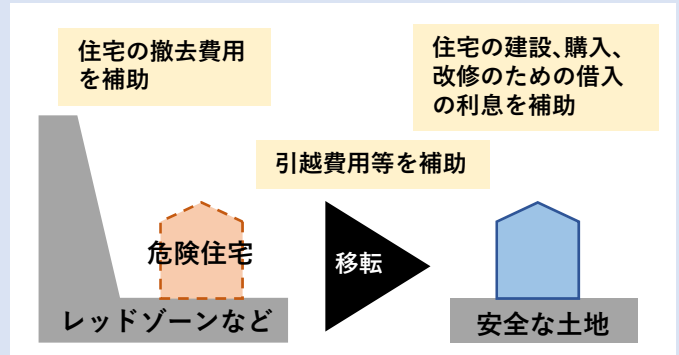 住宅の撤去費用
を補助
住宅の建設、購入、
改修のための借入
の利息を補助
引越費用等を補助
危険住宅
移転
レッドゾーンなど
安全な土地